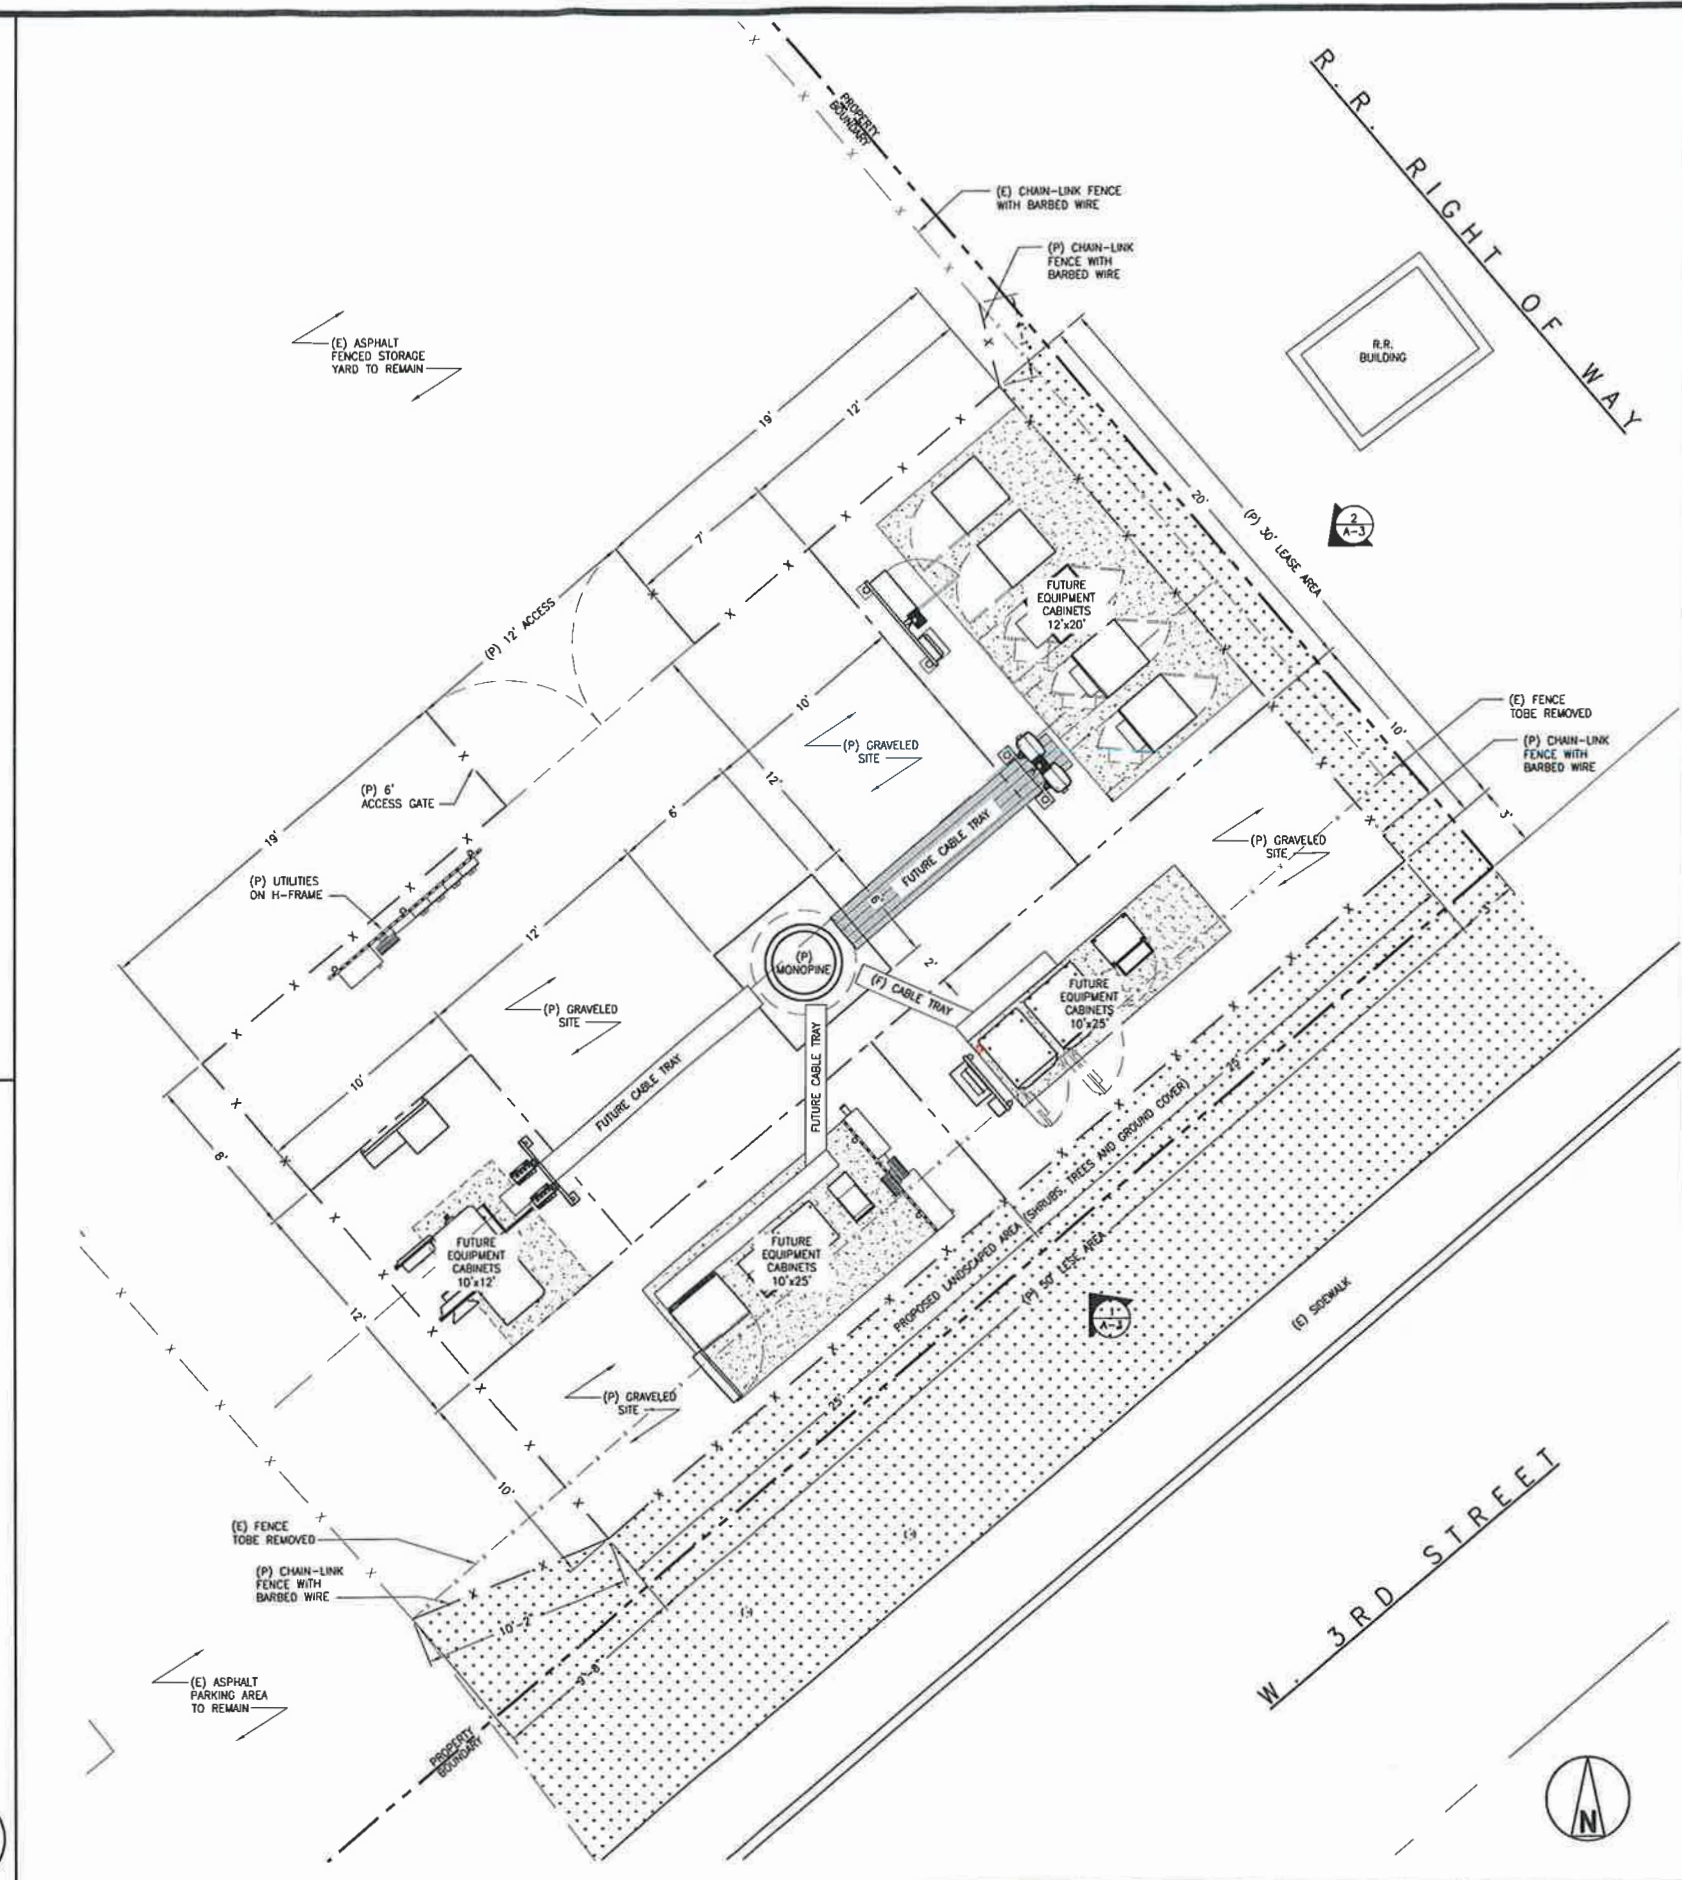 R. R. RIGHT OF WAY
PROPERTY
BOUNDARY
(E) CHAIN-LINK FENCE
WITH BARBED WIRE
(P) CHAIN-LINK
FENCE WITH
BARBED WIRE
(E) ASPHALT
FENCED STORAGE
YARD TO REMAIN
R.R.
BUILDING
19'
12'
7'
20'
(P) 30' LEASE AREA
2
A-3
(P) 12' ACCESS
FUTURE
EQUIPMENT
CABINETS
12'x20'
10'
(P) GRAVELED
SITE
12'
(E) FENCE
TOBE REMOVED
(P) CHAIN-LINK
FENCE WITH
BARBED WIRE
10'
3'
(P) 6'
ACCESS GATE
6'
19'
FUTURE CABLE TRAY
(P) GRAVELED
SITE
(P) UTILITIES
ON H-FRAME
6'
12'
3'
(P)
MONOPINE
2'
(F) CABLE TRAY
FUTURE
EQUIPMENT
CABINETS
10'x25'
(P) GRAVELED
SITE
10'
FUTURE CABLE TRAY
FUTURE CABLE TRAY
25'
8'
PROPOSED LANDSCAPED AREA (SHRUBS, TREES AND GROUND COVER)
(P) 50' LESE AREA
FUTURE
EQUIPMENT
CABINETS
10'x12'
FUTURE
EQUIPMENT
CABINETS
10'x25'
12'
1
A-3
(E) SIDEWALK
(P) GRAVELED
SITE
25'
10'
(E) FENCE
TOBE REMOVED
(P) CHAIN-LINK
FENCE WITH
BARBED WIRE
10'-2"
9'-8"
W. 3RD STREET
(E) ASPHALT
PARKING AREA
TO REMAIN
PROPERTY
BOUNDARY
N